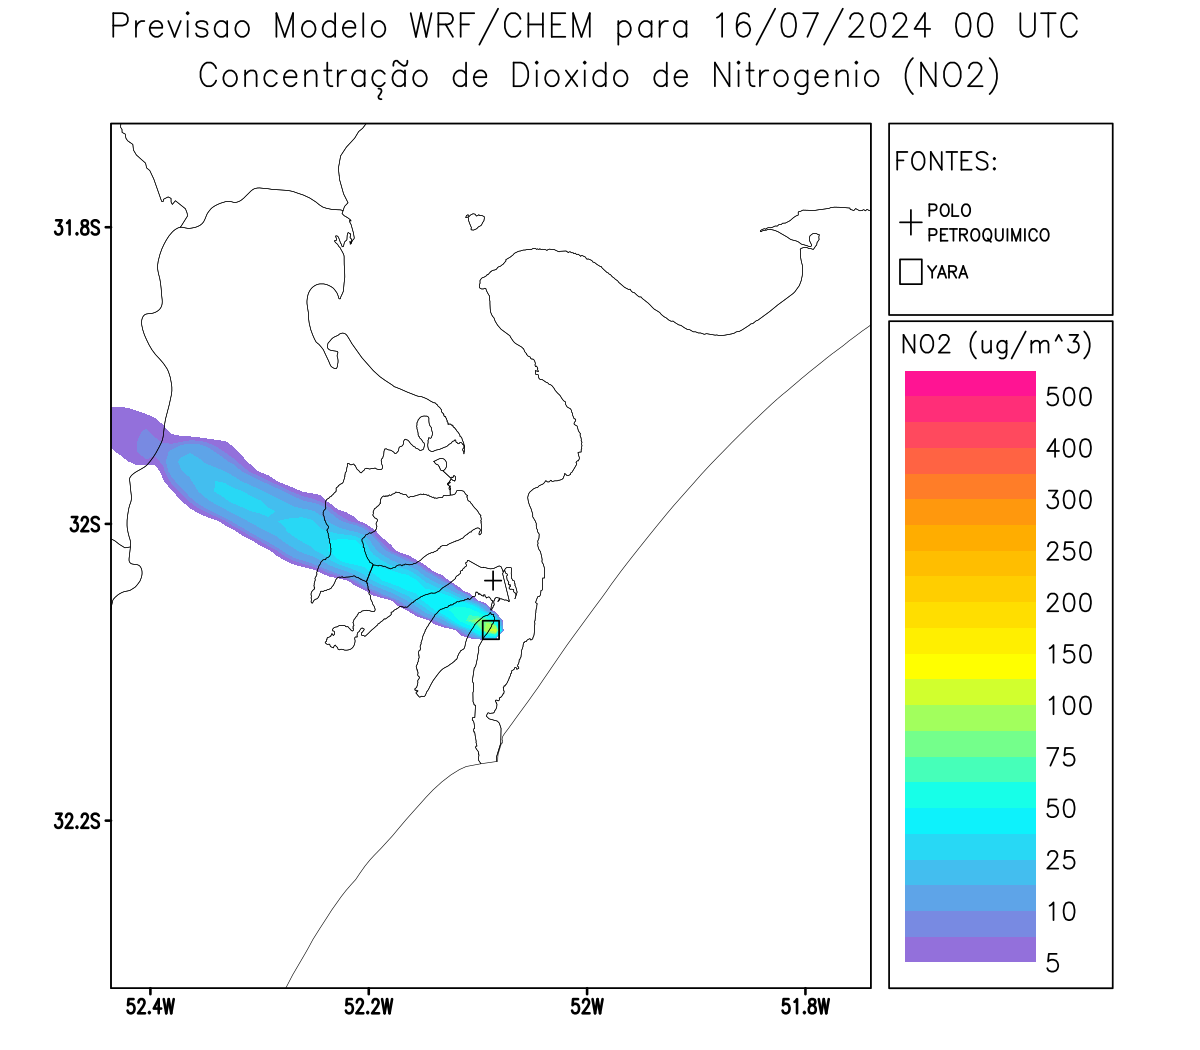 Previsao Modelo WRF/CHEM para 16/07/2024 00 UTC
Concentração de Dioxido de Nitrogenio (NO2)
FONTES:
POLO
PETROQUIMICO
YARA
NO2 (ug/m^3)
500
400
300
250
200
150
100
75
50
25
10
5
31.8S
32S
32.2S
52.4W
52.2W
52W
51.8W